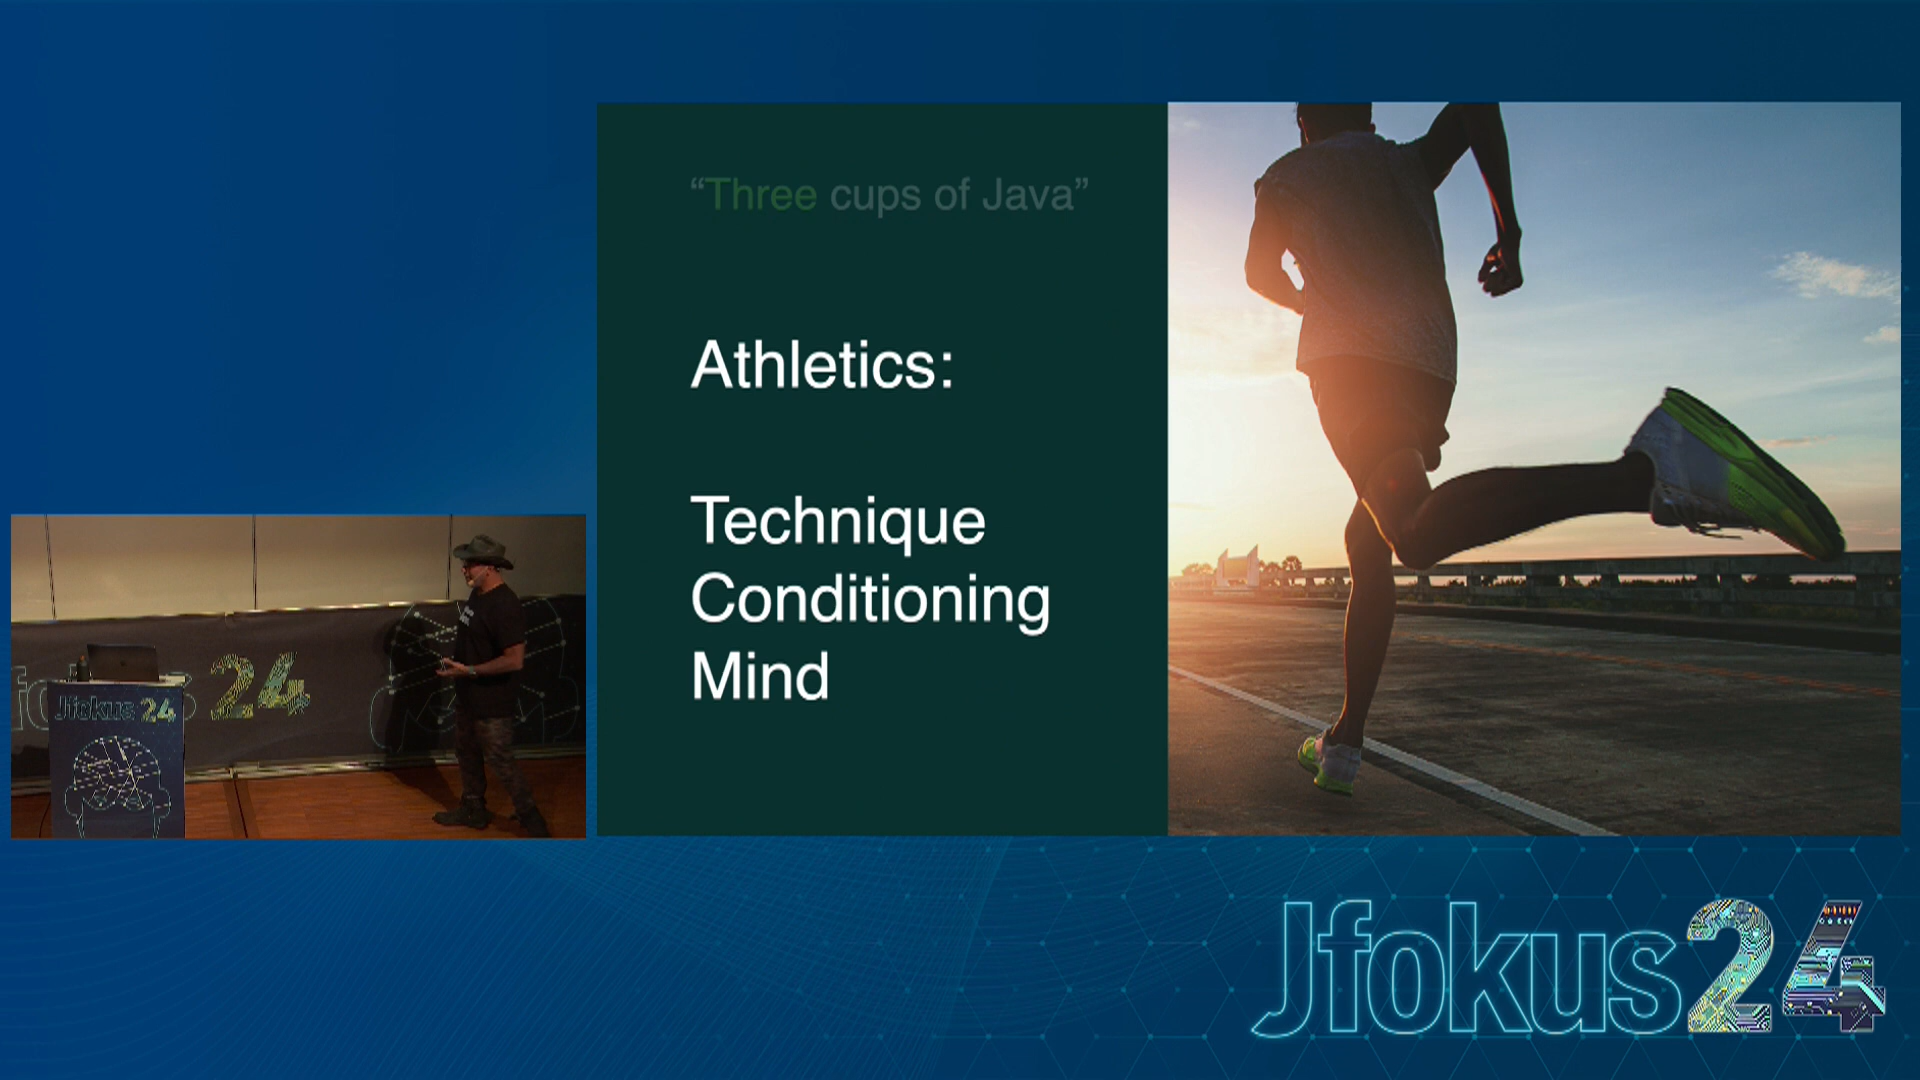 “Three cups of Java”
Athletics:
Technique
Conditioning
Mind
Jfokus 24
24
Jfokus24